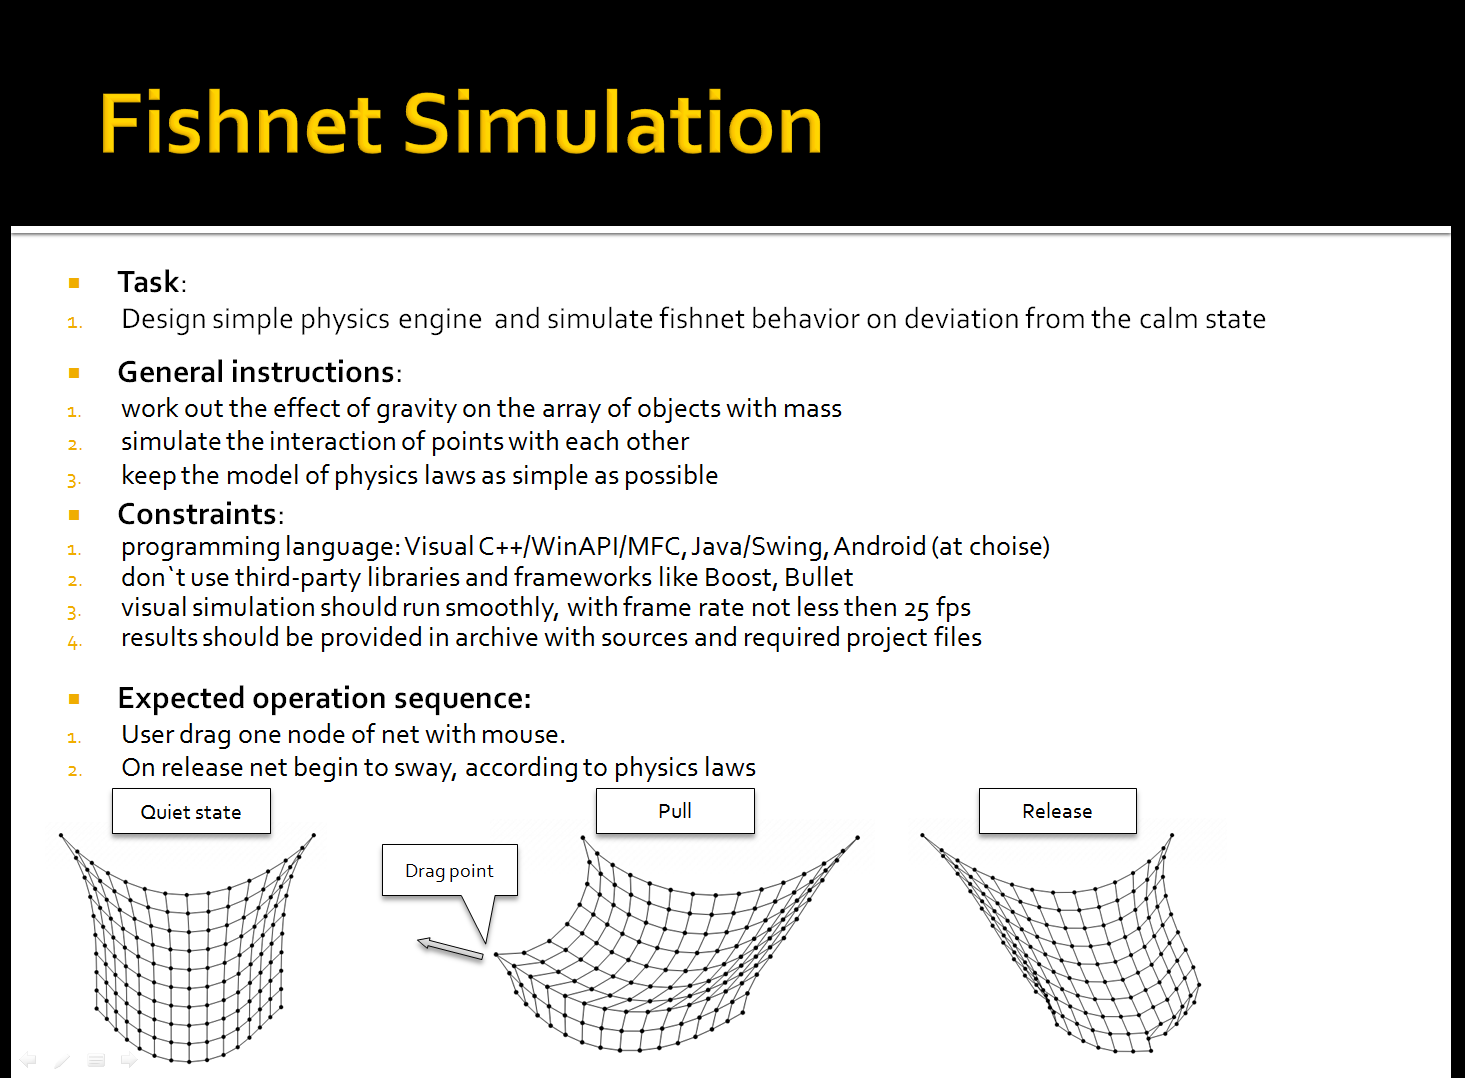 Fishnet Simulation
Task:
1. Design simple physics engine and simulate fishnet behavior on deviation from the calm state
General instructions:
1. work out the effect of gravity on the array of objects with mass
2. simulate the interaction of points with each other
3. keep the model of physics laws as simple as possible
Constraints:
1. programming language: Visual C++/WinAPI/MFC, Java/Swing, Android (at choise)
2. don`t use third-party libraries and frameworks like Boost, Bullet
3. visual simulation should run smoothly, with frame rate not less then 25 fps
4. results should be provided in archive with sources and required project files
Expected operation sequence:
1. User drag one node of net with mouse.
2. On release net begin to sway, according to physics laws
Quiet state
Pull
Release
Drag point